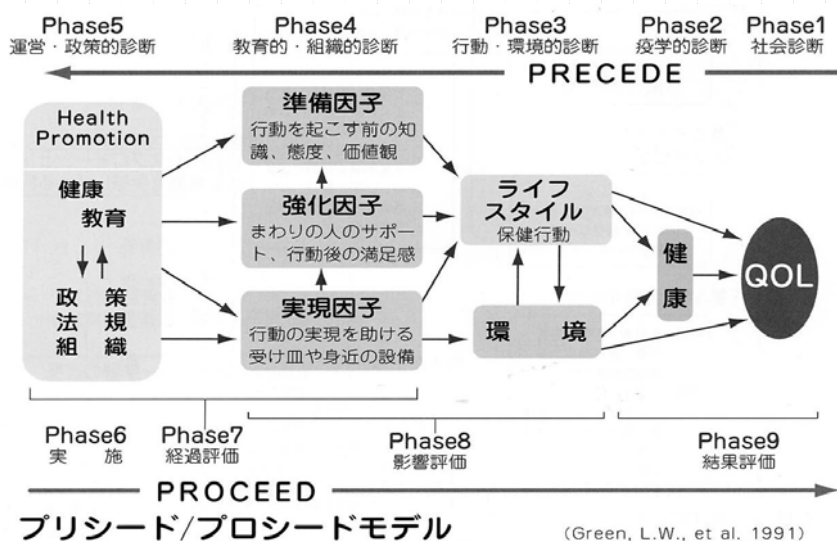 Phase5 Phase4 Phase3 Phase2 Phase1
運営・政策的診断 教育的・組織的診断 行動・環境的診断 疫学的診断 社会診断
PRECEDE
Health
Promotion
健康
教育
政 策
法 規
組 織
準備因子
行動を起こす前の知
識、態度、価値観
強化因子
まわりの人のサポー
ト、行動後の満足感
実現因子
行動の実現を助ける
受け皿や身近の設備
ライフ
スタイル
保健行動
環 境
健
康
QOL
Phase6 Phase7 Phase8 Phase9
実 施 経過評価 影響評価 結果評価
PROCEED
プリシード/プロシードモデル
(Green, L.W., et al. 1991)